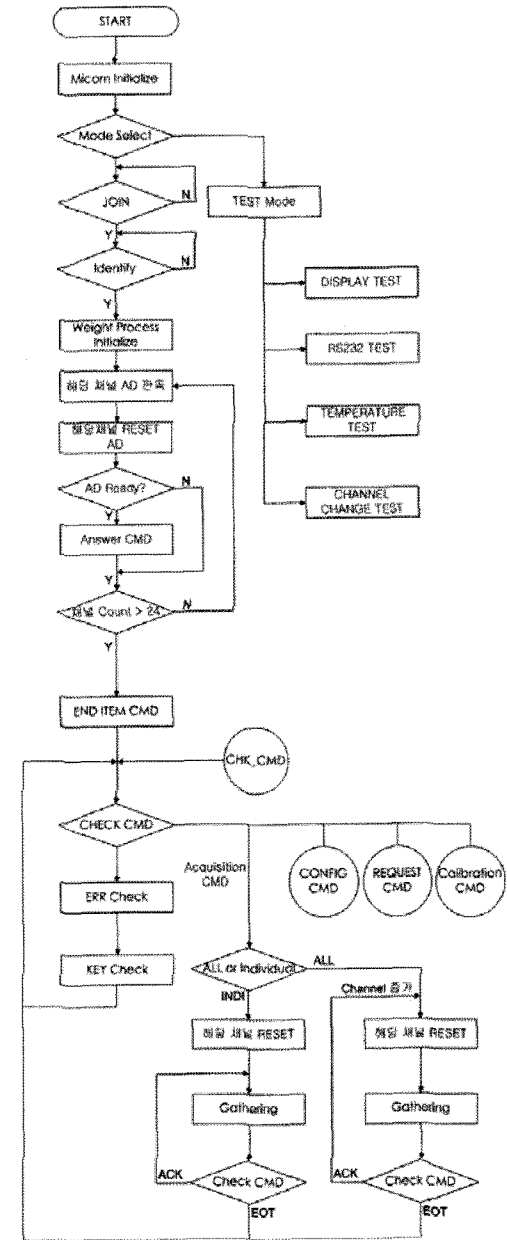 START
Micorn Initialize
Mode Select
JOIN
N
TEST Mode
Y
Identify
N
Y
DISPLAY TEST
Weight Process
Initialize
RS232 TEST
해당 채널 AD 판독
해당채널 RESET
AD
TEMPERATURE
TEST
AD Ready?
N
Y
CHANNEL
CHANGE TEST
Answer CMD
Y
채널 Count > 24
N
Y
END ITEM CMD
CHK_CMD
CHECK CMD
Acquisition
CMD
CONFIG
CMD
REQUEST
CMD
Calibration
CMD
ERR Check
KEY Check
ALL or Individual
ALL
INDI
Channel 증가
해당 채널 RESET
해당 채널 RESET
Gathering
Gathering
ACK
Check CMD
ACK
Check CMD
EOT
EOT